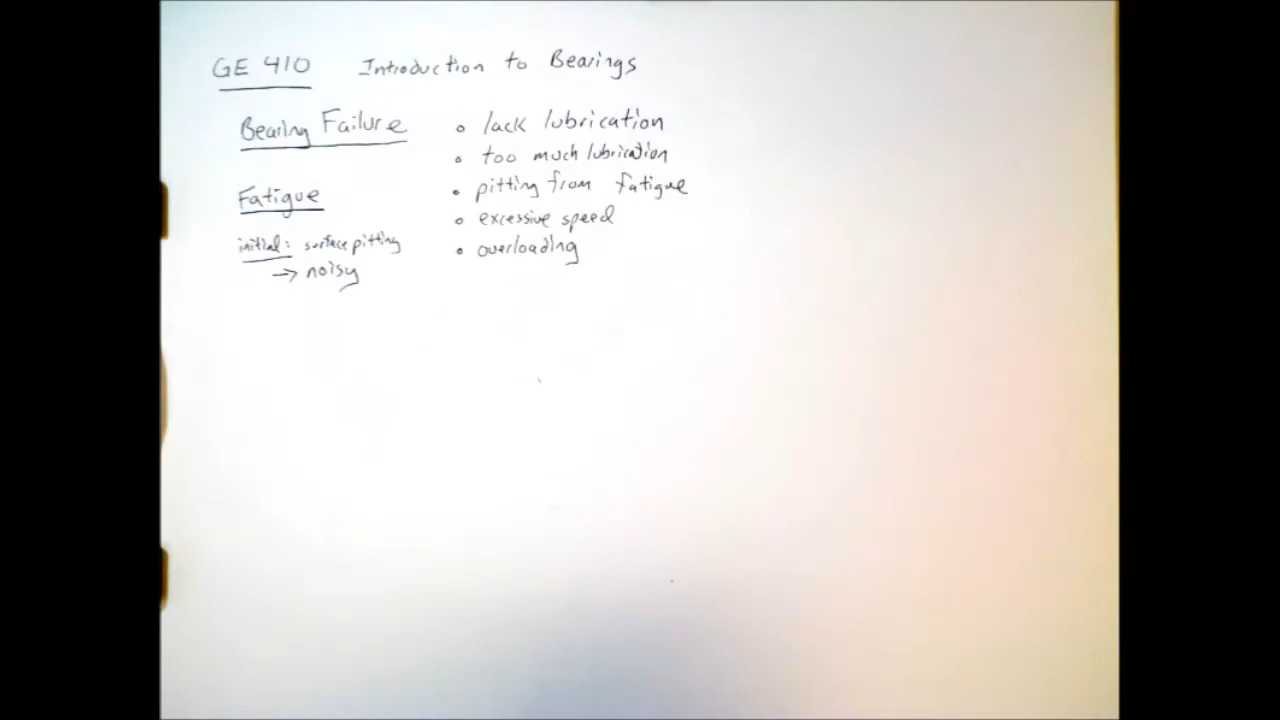 GE 410 Introduction to Bearings
Bearing Failure
• lack lubrication
• too much lubrication
• pitting from fatigue
• excessive speed
• overloading
Fatigue
initial: surface pitting
→ noisy